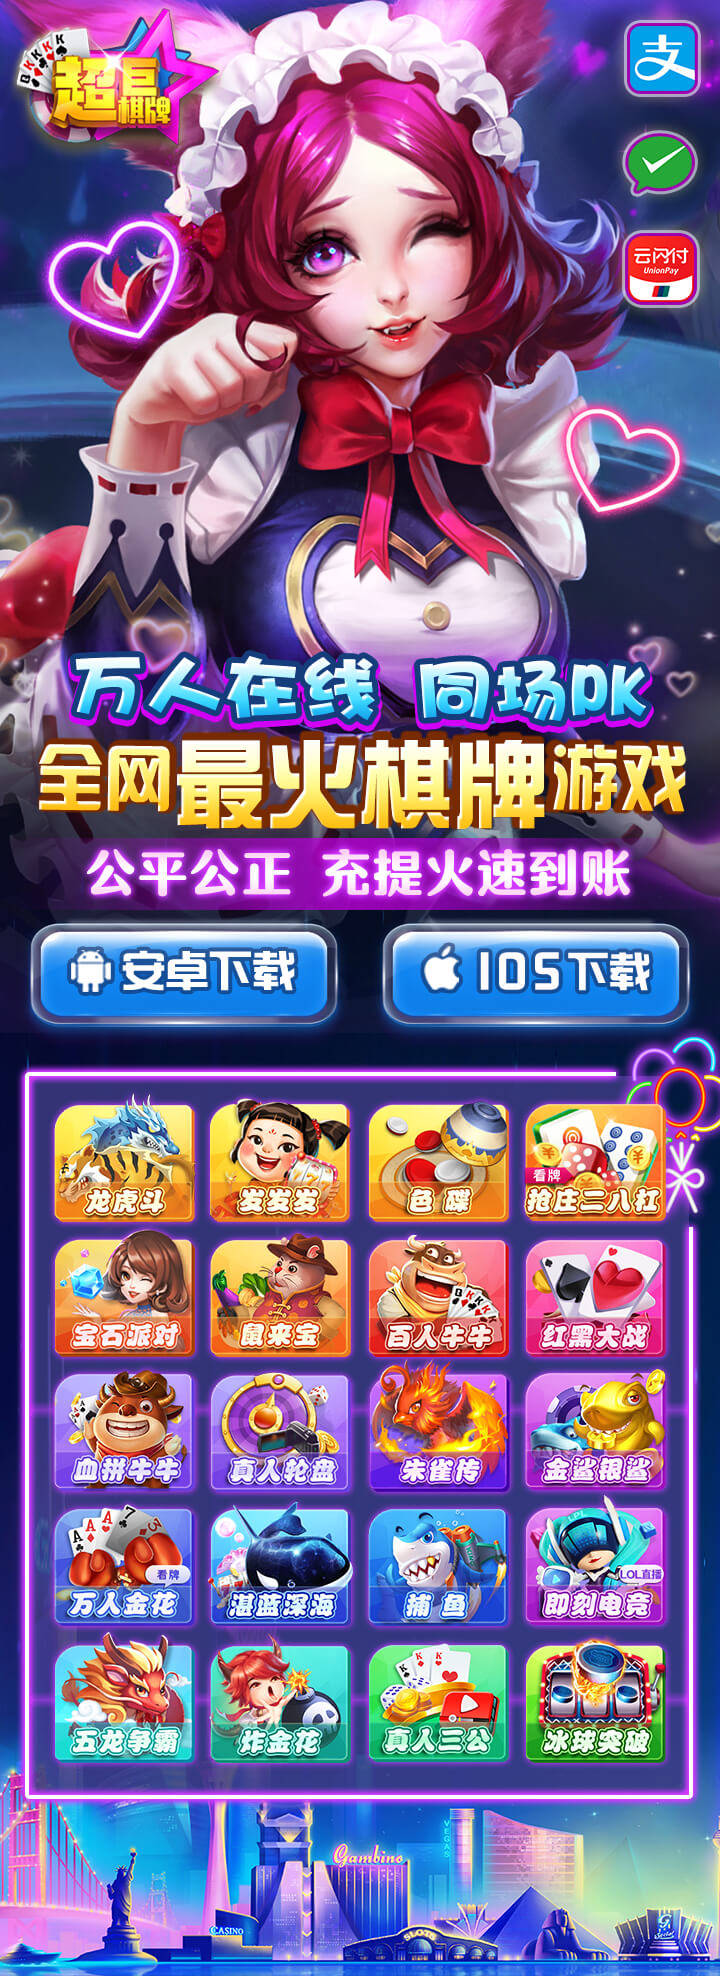 超巨棋牌
支
云闪付
UnionPay
万人在线 同场PK
全网最火棋牌游戏
公平公正 充提火速到账
安卓下载 IOS下载
龙虎斗 发发发 色碟 看牌 抢庄二八杠
宝石派对 鼠来宝 百人牛牛 红黑大战
血拼牛牛 真人轮盘 朱雀传 金鲨银鲨
看牌 LPL LOL直播
万人金花 湛蓝深海 捕鱼 即刻电竞
五龙争霸 炸金花 真人三公 冰球突破
Gambino
VEGAS
CASINO
SLOTS